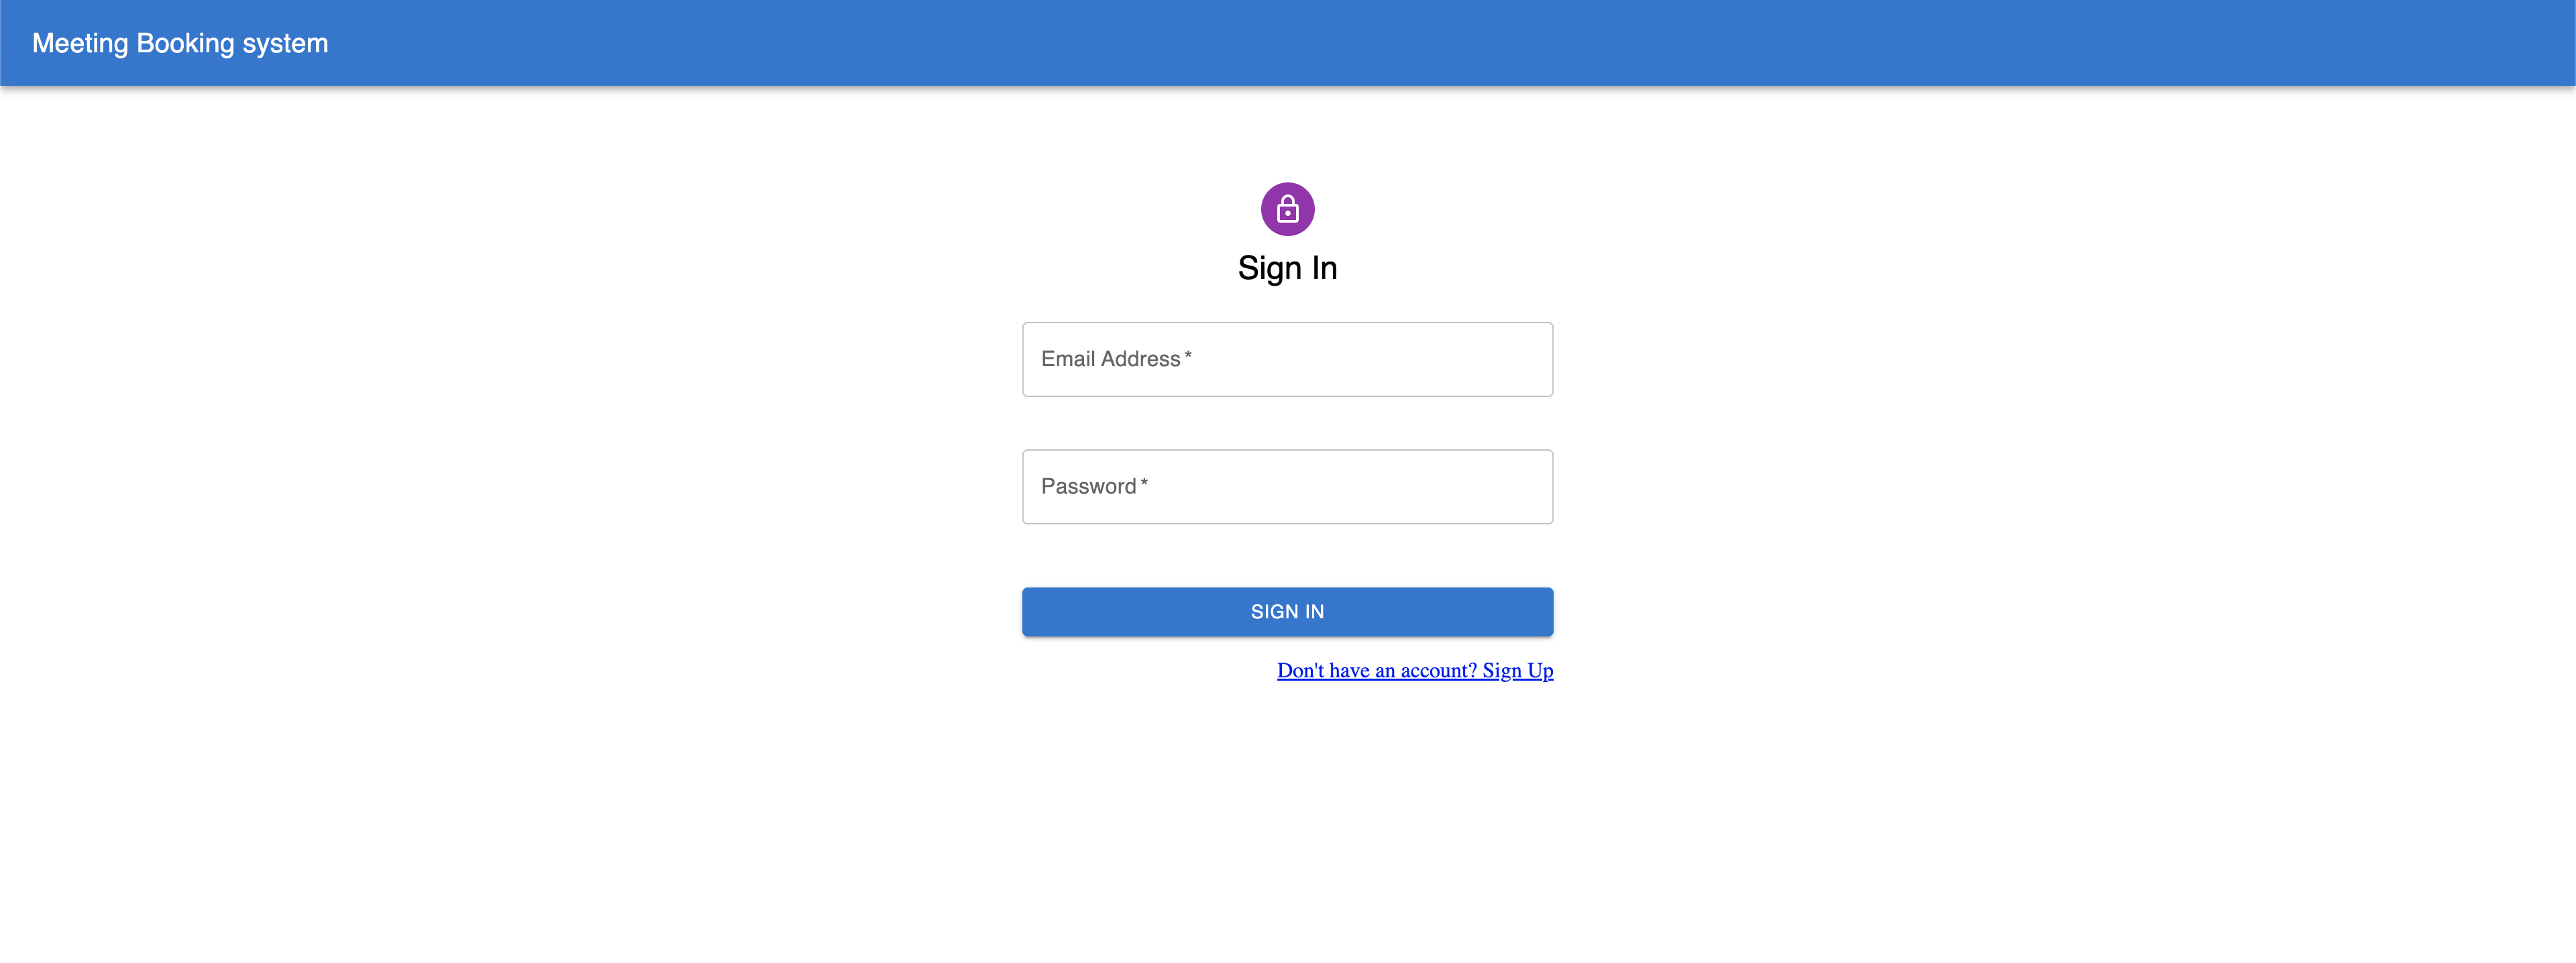 Meeting Booking system
Sign In
Email Address *
Password *
SIGN IN
Don't have an account? Sign Up